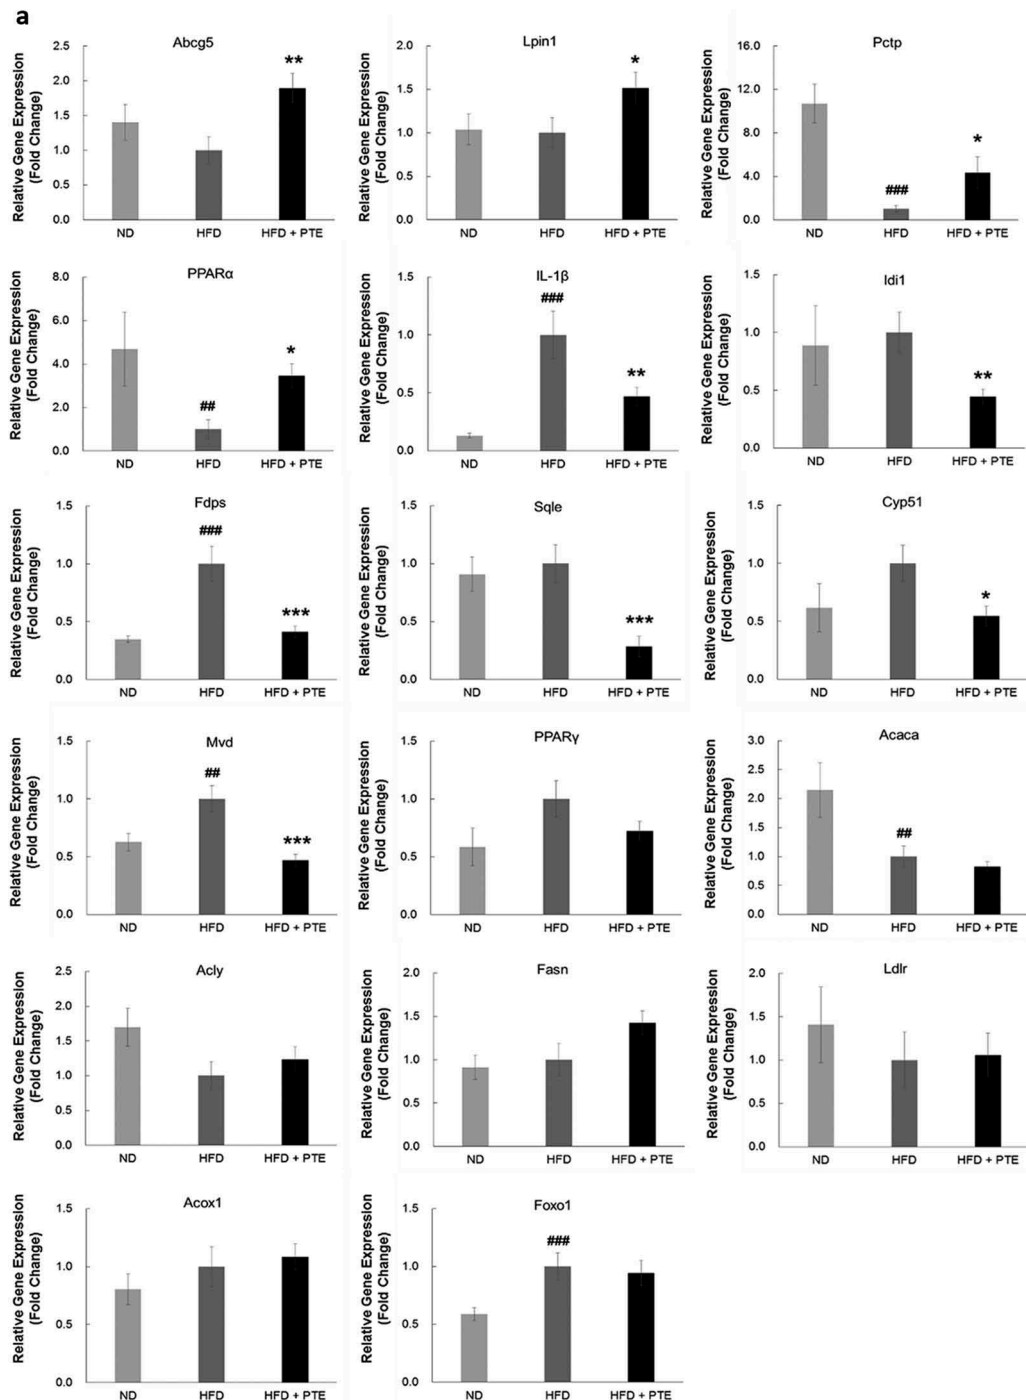 a
Abcg5
Relative Gene Expression
(Fold Change)
2.5
2.0
1.5
1.0
0.5
0.0
**
ND HFD HFD + PTE
Lpin1
Relative Gene Expression
(Fold Change)
2.0
1.5
1.0
0.5
0.0
*
ND HFD HFD + PTE
Pctp
Relative Gene Expression
(Fold Change)
16.0
12.0
8.0
4.0
0.0
###
*
ND HFD HFD + PTE
PPARα
Relative Gene Expression
(Fold Change)
8.0
6.0
4.0
2.0
0.0
##
*
ND HFD HFD + PTE
IL-1β
Relative Gene Expression
(Fold Change)
1.5
1.0
0.5
0.0
###
**
ND HFD HFD + PTE
Idi1
Relative Gene Expression
(Fold Change)
1.5
1.0
0.5
0.0
**
ND HFD HFD + PTE
Fdps
Relative Gene Expression
(Fold Change)
1.5
1.0
0.5
0.0
###
***
ND HFD HFD + PTE
Sqle
Relative Gene Expression
(Fold Change)
1.5
1.0
0.5
0.0
***
ND HFD HFD + PTE
Cyp51
Relative Gene Expression
(Fold Change)
1.5
1.0
0.5
0.0
*
ND HFD HFD + PTE
Mvd
Relative Gene Expression
(Fold Change)
1.5
1.0
0.5
0.0
##
***
ND HFD HFD + PTE
PPARγ
Relative Gene Expression
(Fold Change)
1.5
1.0
0.5
0.0
ND HFD HFD + PTE
Acaca
Relative Gene Expression
(Fold Change)
3.0
2.5
2.0
1.5
1.0
0.5
0.0
##
ND HFD HFD + PTE
Acly
Relative Gene Expression
(Fold Change)
2.5
2.0
1.5
1.0
0.5
0.0
ND HFD HFD + PTE
Fasn
Relative Gene Expression
(Fold Change)
2.0
1.5
1.0
0.5
0.0
ND HFD HFD + PTE
Ldlr
Relative Gene Expression
(Fold Change)
2.0
1.5
1.0
0.5
0.0
ND HFD HFD + PTE
Acox1
Relative Gene Expression
(Fold Change)
1.5
1.0
0.5
0.0
ND HFD HFD + PTE
Foxo1
Relative Gene Expression
(Fold Change)
1.5
1.0
0.5
0.0
###
ND HFD HFD + PTE